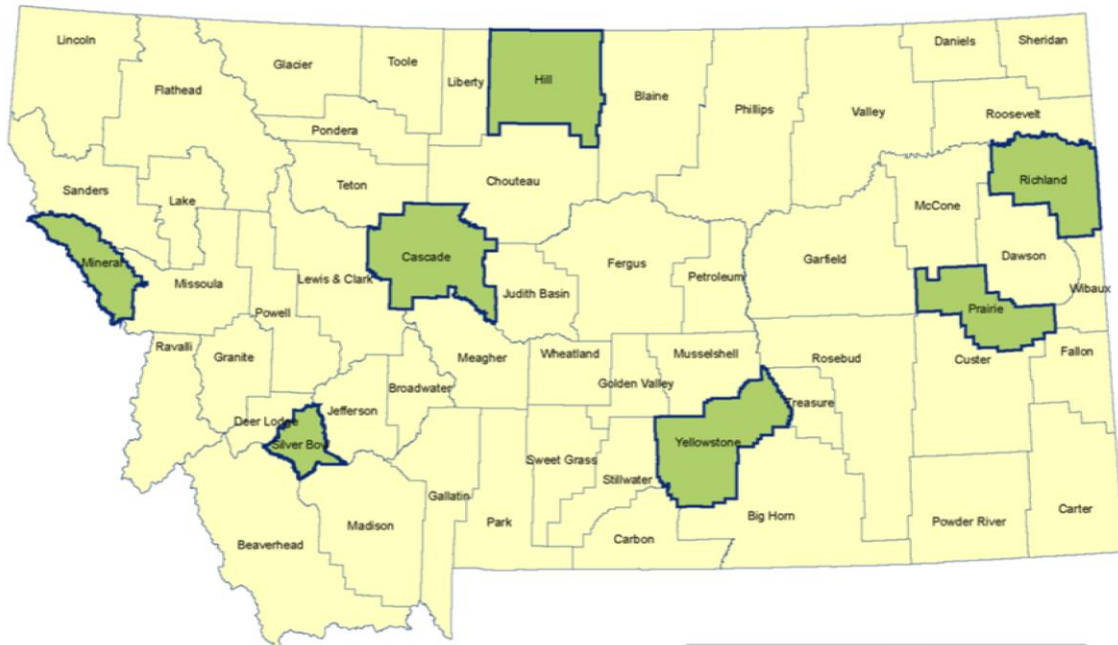 Lincoln
Flathead
Glacier
Toole
Liberty
Hill
Blaine
Phillips
Valley
Daniels
Sheridan
Roosevelt
Pondera
Teton
Chouteau
Richland
McCone
Sanders
Lake
Mineral
Missoula
Powell
Lewis & Clark
Cascade
Judith Basin
Fergus
Petroleum
Garfield
Dawson
Wibaux
Prairie
Ravalli
Granite
Deer Lodge
Silver Bow
Jefferson
Broadwater
Meagher
Wheatland
Golden Valley
Musselshell
Rosebud
Treasure
Custer
Fallon
Yellowstone
Sweet Grass
Stillwater
Beaverhead
Madison
Gallatin
Park
Carbon
Big Horn
Powder River
Carter